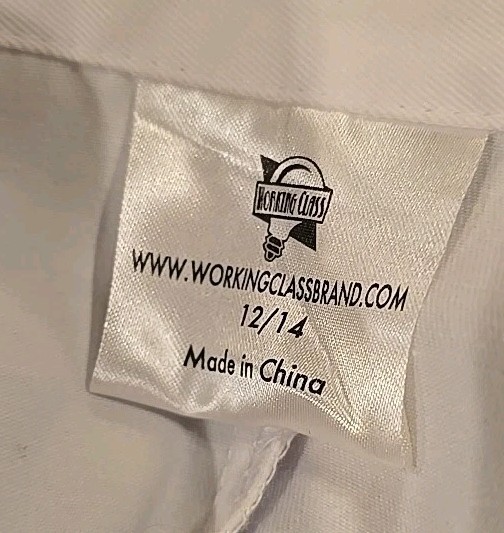 WORKING CLASS
WWW.WORKINGCLASSBRAND.COM
12/14
Made in China